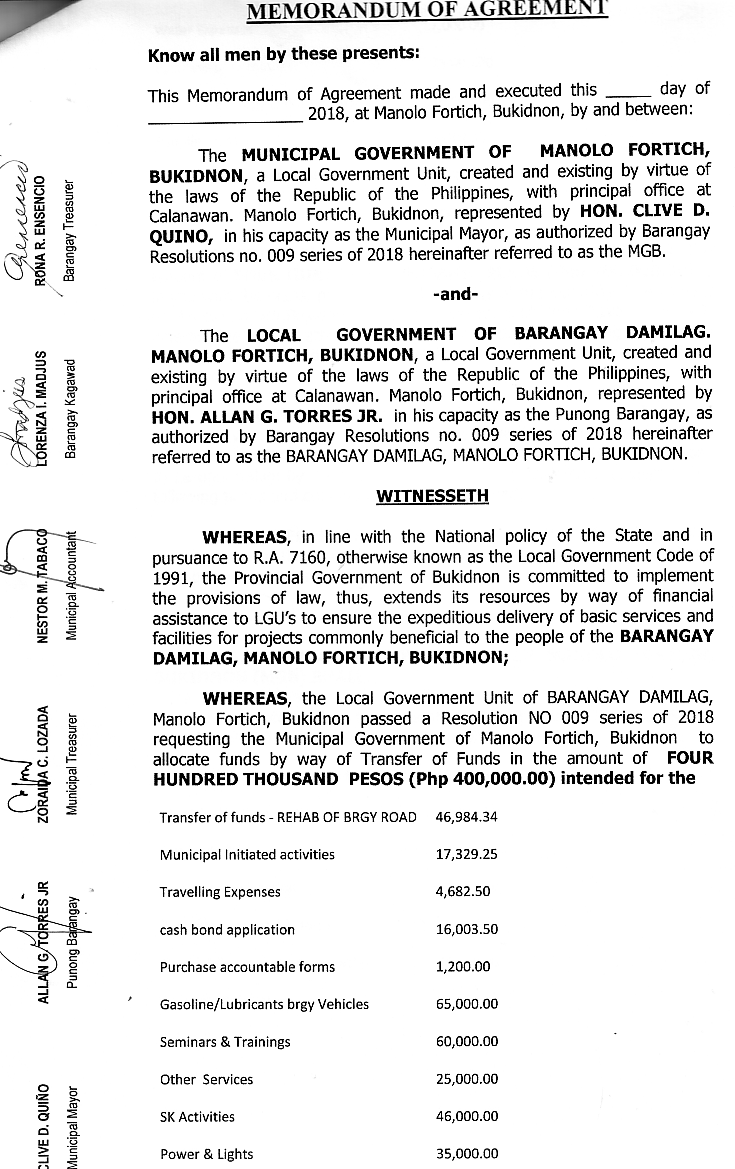 MEMORANDUM OF AGREEMENT
Know all men by these presents:
This Memorandum of Agreement made and executed this _____ day of
_________________ 2018, at Manolo Fortich, Bukidnon, by and between:
The MUNICIPAL GOVERNMENT OF MANOLO FORTICH,
BUKIDNON, a Local Government Unit, created and existing by virtue of
the laws of the Republic of the Philippines, with principal office at
Calanawan. Manolo Fortich, Bukidnon, represented by HON. CLIVE D.
QUINO, in his capacity as the Municipal Mayor, as authorized by Barangay
Resolutions no. 009 series of 2018 hereinafter referred to as the MGB.
-and-
The LOCAL GOVERNMENT OF BARANGAY DAMILAG.
MANOLO FORTICH, BUKIDNON, a Local Government Unit, created and
existing by virtue of the laws of the Republic of the Philippines, with
principal office at Calanawan. Manolo Fortich, Bukidnon, represented by
HON. ALLAN G. TORRES JR. in his capacity as the Punong Barangay, as
authorized by Barangay Resolutions no. 009 series of 2018 hereinafter
referred to as the BARANGAY DAMILAG, MANOLO FORTICH, BUKIDNON.
WITNESSETH
WHEREAS, in line with the National policy of the State and in
pursuance to R.A. 7160, otherwise known as the Local Government Code of
1991, the Provincial Government of Bukidnon is committed to implement
the provisions of law, thus, extends its resources by way of financial
assistance to LGU's to ensure the expeditious delivery of basic services and
facilities for projects commonly beneficial to the people of the BARANGAY
DAMILAG, MANOLO FORTICH, BUKIDNON;
WHEREAS, the Local Government Unit of BARANGAY DAMILAG,
Manolo Fortich, Bukidnon passed a Resolution NO 009 series of 2018
requesting the Municipal Government of Manolo Fortich, Bukidnon to
allocate funds by way of Transfer of Funds in the amount of FOUR
HUNDRED THOUSAND PESOS (Php 400,000.00) intended for the
Transfer of funds - REHAB OF BRGY ROAD 46,984.34
Municipal Initiated activities 17,329.25
Travelling Expenses 4,682.50
cash bond application 16,003.50
Purchase accountable forms 1,200.00
Gasoline/Lubricants brgy Vehicles 65,000.00
Seminars & Trainings 60,000.00
Other Services 25,000.00
SK Activities 46,000.00
Power & Lights 35,000.00
RONA R. ENSENCIO
Barangay Treasurer
LORENZA I. MADJUS
Barangay Kagawad
NESTOR M. TABACO
Municipal Accountant
ZORAIDA C. LOZADA
Municipal Treasurer
ALLAN G. TORRES JR
Punong Barangay
CLIVE D. QUIÑO
Municipal Mayor